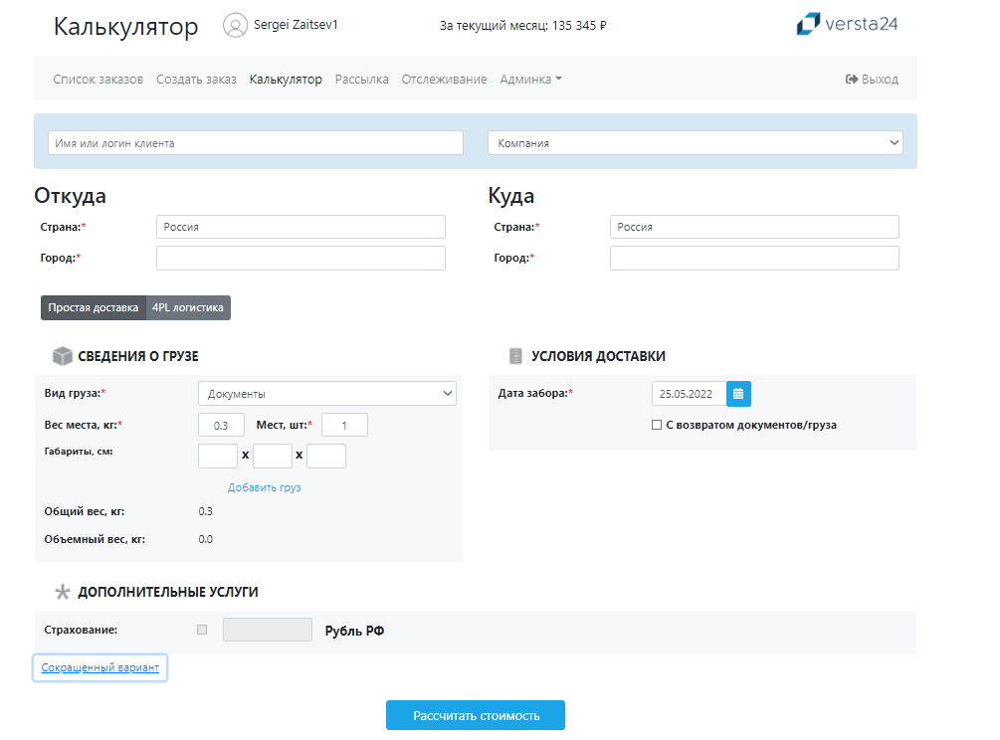 Калькулятор
Sergei Zaitsev1
За текущий месяц: 135 345 ₽
versta24
Список заказов Создать заказ Калькулятор Рассылка Отслеживание Админка Выход
Имя или логин клиента
Компания
Откуда
Страна:* Россия
Город:*
Куда
Страна:* Россия
Город:*
Простая доставка 4PL логистика
СВЕДЕНИЯ О ГРУЗЕ
Вид груза:* Документы
Вес места, кг:* 0.3 Мест, шт:* 1
Габариты, см: x x
Добавить груз
Общий вес, кг: 0.3
Объемный вес, кг: 0.0
УСЛОВИЯ ДОСТАВКИ
Дата забора:* 25.05.2022
С возвратом документов/груза
ДОПОЛНИТЕЛЬНЫЕ УСЛУГИ
Страхование: Рубль РФ
Сокращенный вариант
Рассчитать стоимость